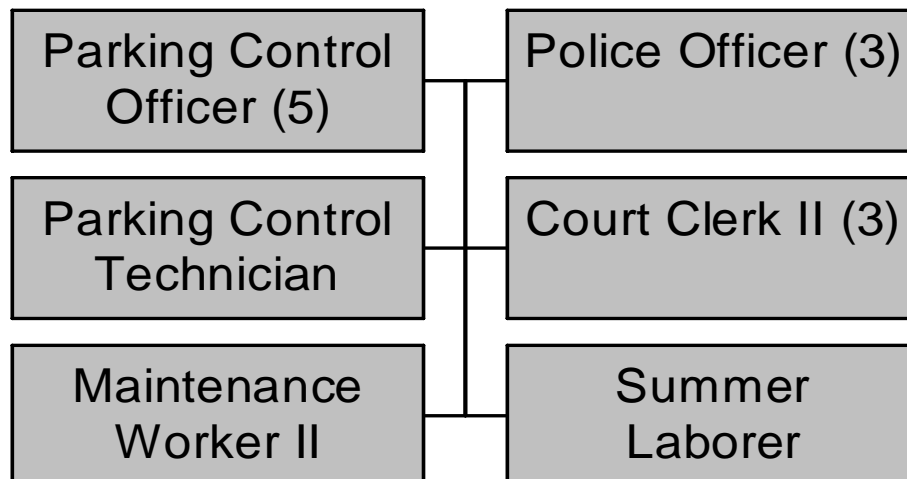 Parking Control
Officer (5)
Police Officer (3)
Parking Control
Technician
Court Clerk II (3)
Maintenance
Worker II
Summer
Laborer